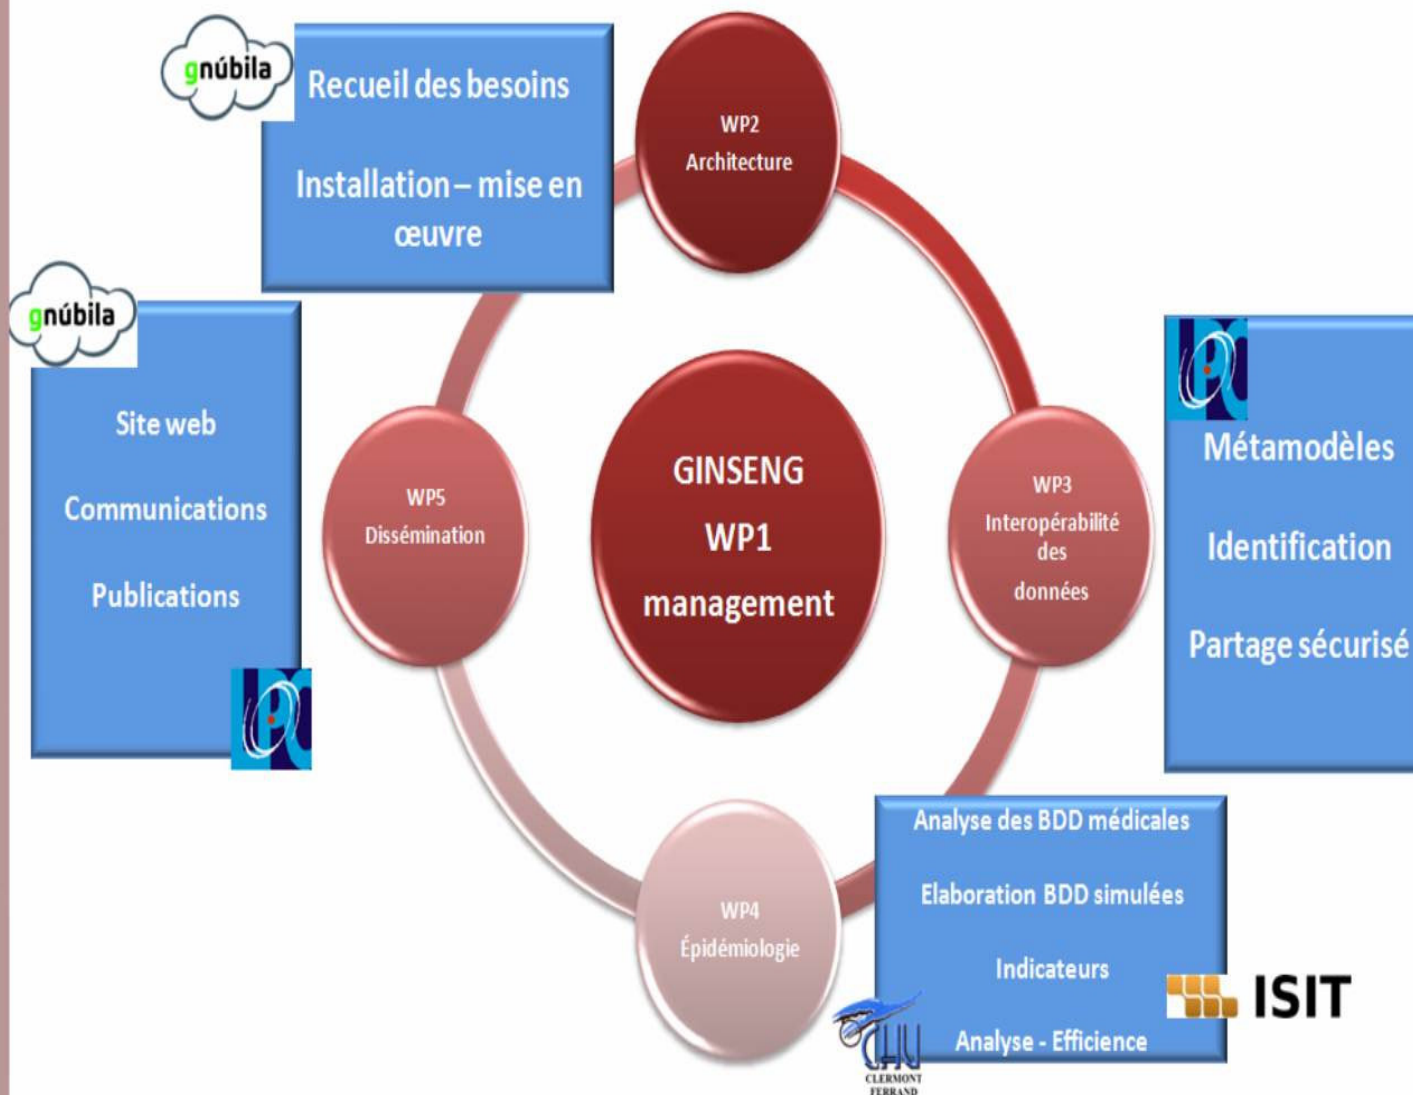 gnúbila
Recueil des besoins
Installation – mise en
œuvre
WP2
Architecture
gnúbila
Site web
Communications
Publications
WP5
Dissémination
GINSENG
WP1
management
WP3
Interopérabilité
des
données
Métamodèles
Identification
Partage sécurisé
WP4
Épidémiologie
Analyse des BDD médicales
Elaboration BDD simulées
Indicateurs
Analyse - Efficience
CHU
CLERMONT
FERRAND
ISIT